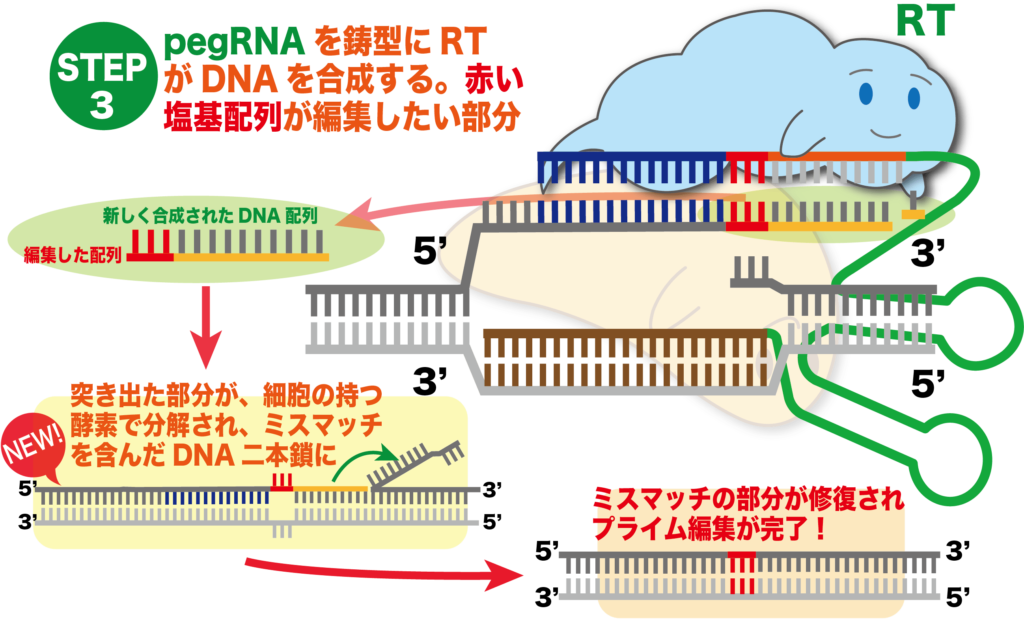 STEP
3
pegRNA を鋳型に RT
が DNA を合成する。赤い
塩基配列が編集したい部分
RT
新しく合成された DNA 配列
編集した配列
5’
3’
3’
5’
突き出た部分が、細胞の持つ
酵素で分解され、ミスマッチ
を含んだ DNA 二本鎖に
NEW!
5’
3’
3’
5’
ミスマッチの部分が修復され
プライム編集が完了！
5’
3’
3’
5’